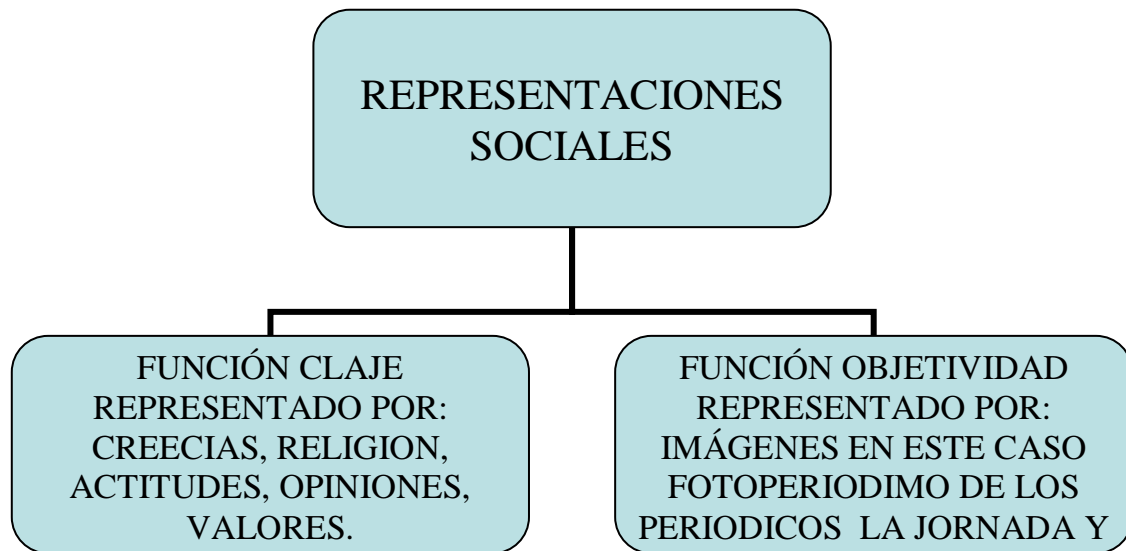 REPRESENTACIONES
SOCIALES
FUNCIÓN CLAJE
REPRESENTADO POR:
CREECIAS, RELIGION,
ACTITUDES, OPINIONES,
VALORES.
FUNCIÓN OBJETIVIDAD
REPRESENTADO POR:
IMÁGENES EN ESTE CASO
FOTOPERIODIMO DE LOS
PERIODICOS LA JORNADA Y